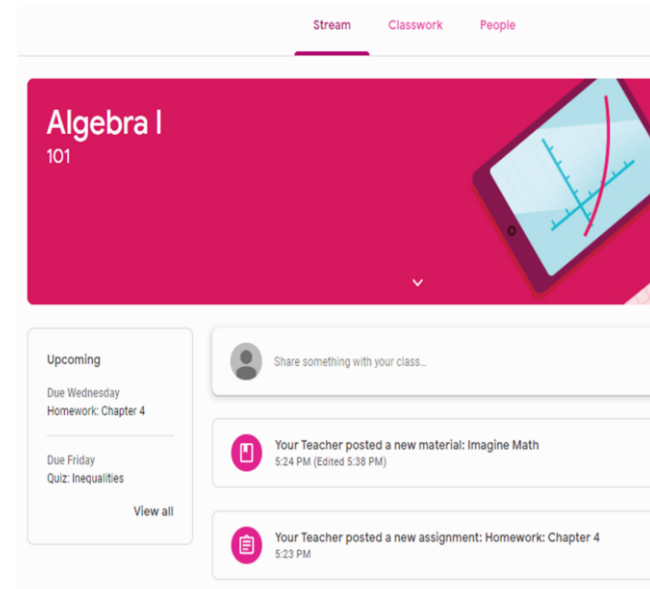 Stream Classwork People
Algebra I
101
Upcoming
Due Wednesday
Homework: Chapter 4
Due Friday
Quiz: Inequalities
View all
Share something with your class...
Your Teacher posted a new material: Imagine Math
5:24 PM (Edited 5:38 PM)
Your Teacher posted a new assignment: Homework: Chapter 4
5:23 PM